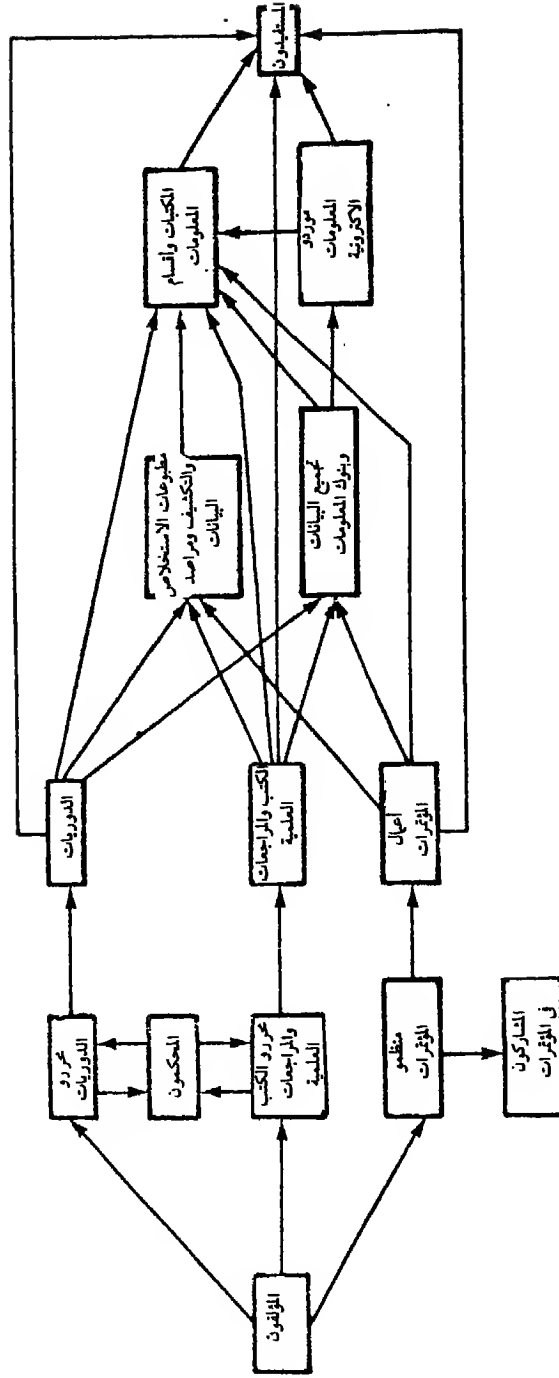 المؤلفون
محررو
الدوريات
المحكمون
محررو الكتب
والمراجعات
العلمية
منظمو
المؤتمرات
المشاركون
في المؤتمرات
الدوريات
الكتب والمراجعات
العلمية
أعمال
المؤتمرات
مطبوعات الاستخلاص
والتكشيف ومراصد
البيانات
تجميع البيانات
وبنوك المعلومات
المكتبات وأقسام
المعلومات
موردو
المعلومات
الاكترونية
المستفيدون